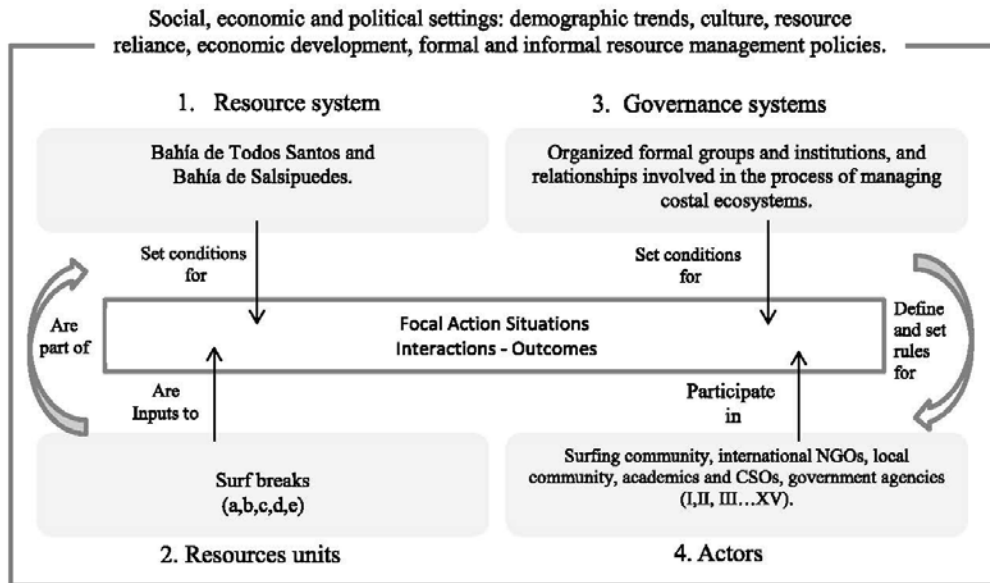 Social, economic and political settings: demographic trends, culture, resource
reliance, economic development, formal and informal resource management policies.
1. Resource system
Bahía de Todos Santos and
Bahía de Salsipuedes.
3. Governance systems
Organized formal groups and institutions, and
relationships involved in the process of managing
costal ecosystems.
Set conditions
for
Set conditions
for
Are
part of
Focal Action Situations
Interactions - Outcomes
Define
and set
rules
for
Are
Inputs to
Participate
in
Surf breaks
(a,b,c,d,e)
2. Resources units
Surfing community, international NGOs, local
community, academics and CSOs, government agencies
(I,II, III…XV).
4. Actors